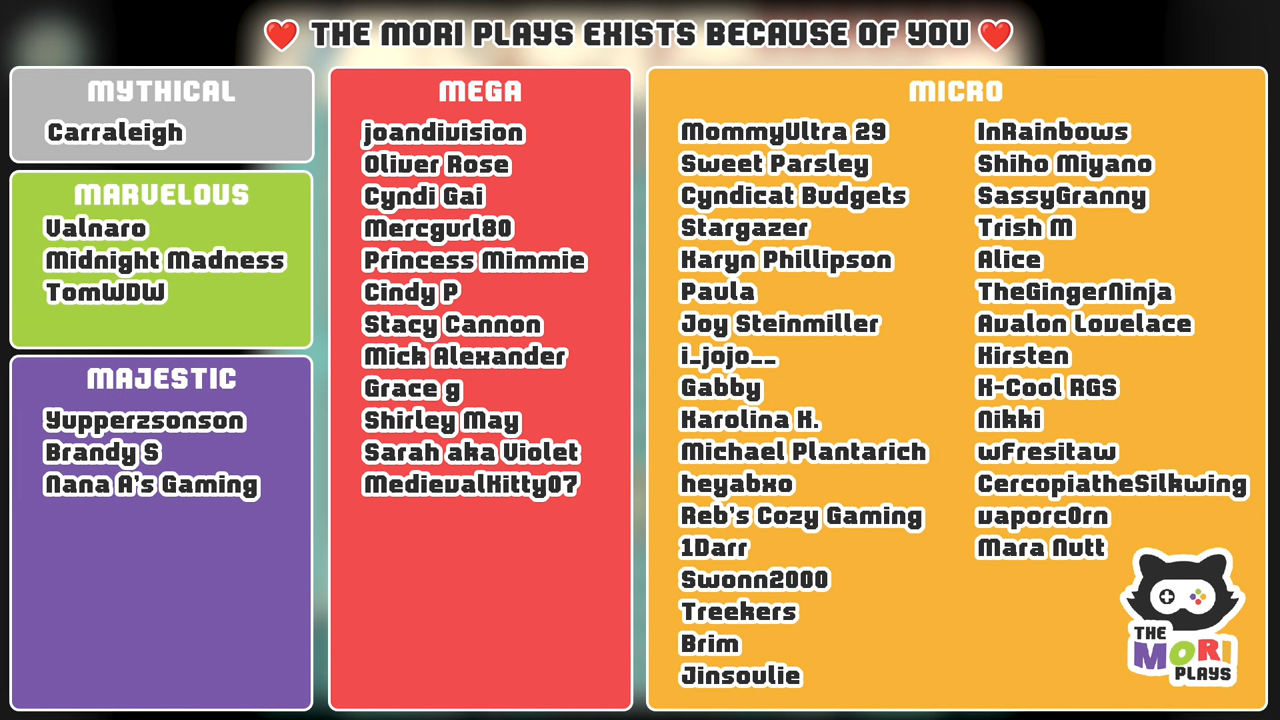 ❤️ THE MORI PLAYS EXISTS BECAUSE OF YOU ❤️
MYTHICAL
Carraleigh
MARVELOUS
Valnaro
Midnight Madness
TomWDW
MAJESTIC
Yupperzsonson
Brandy S
Nana A's Gaming
MEGA
joandivision
Oliver Rose
Cyndi Gai
Mercgurl80
Princess Mimmie
Cindy P
Stacy Cannon
Mick Alexander
Grace g
Shirley May
Sarah aka Violet
MedievalKitty07
MICRO
MommyUltra 29
Sweet Parsley
Cyndicat Budgets
Stargazer
Karyn Phillipson
Paula
Joy Steinmiller
i_jojo__
Gabby
Karolina K.
Michael Plantarich
heyabxo
Reb's Cozy Gaming
1Darr
Swonn2000
Treekers
Brim
Jinsoulie
InRainbows
Shiho Miyano
SassyGranny
Trish M
Alice
TheGingerNinja
Avalon Lovelace
Kirsten
K-Cool RGS
Nikki
wFresitaw
CercopiatheSilkwing
vaporc0rn
Mara Nutt
THE
MORI
PLAYS